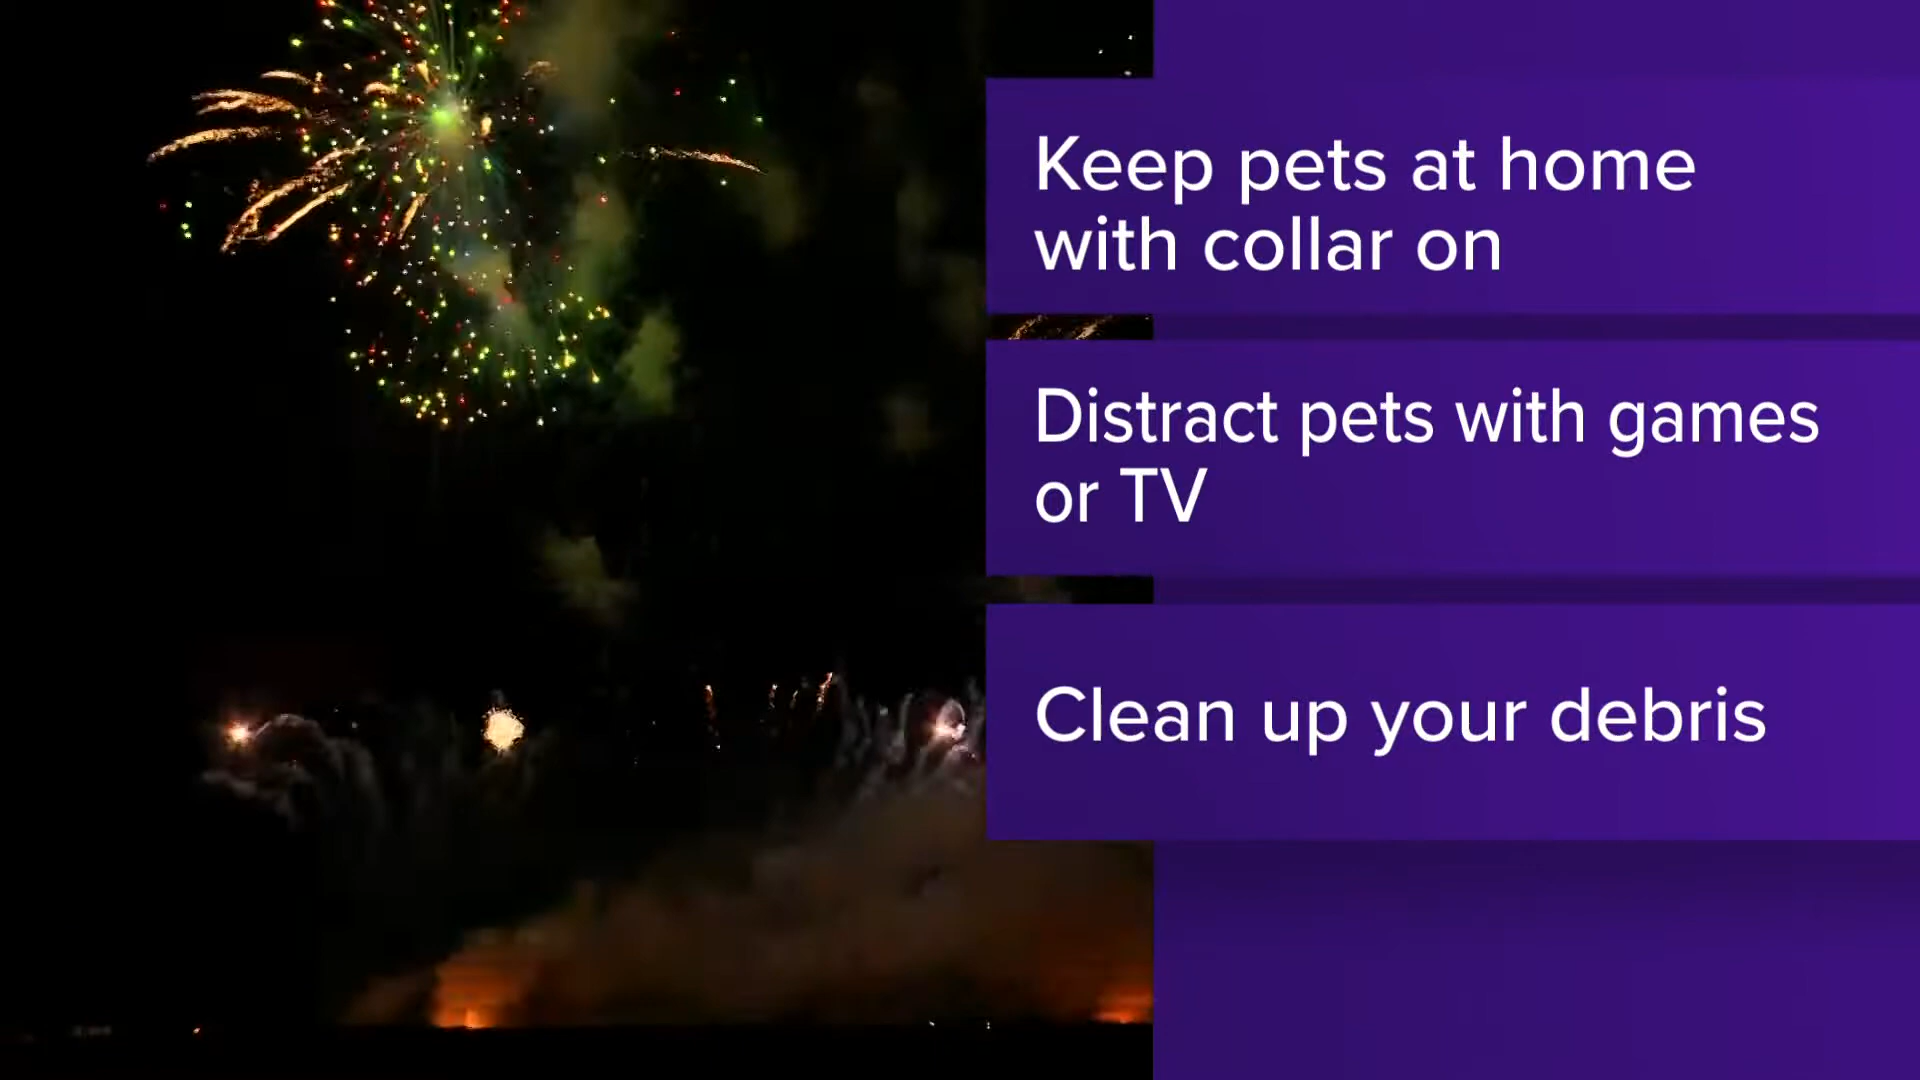 Keep pets at home
with collar on
Distract pets with games
or TV
Clean up your debris